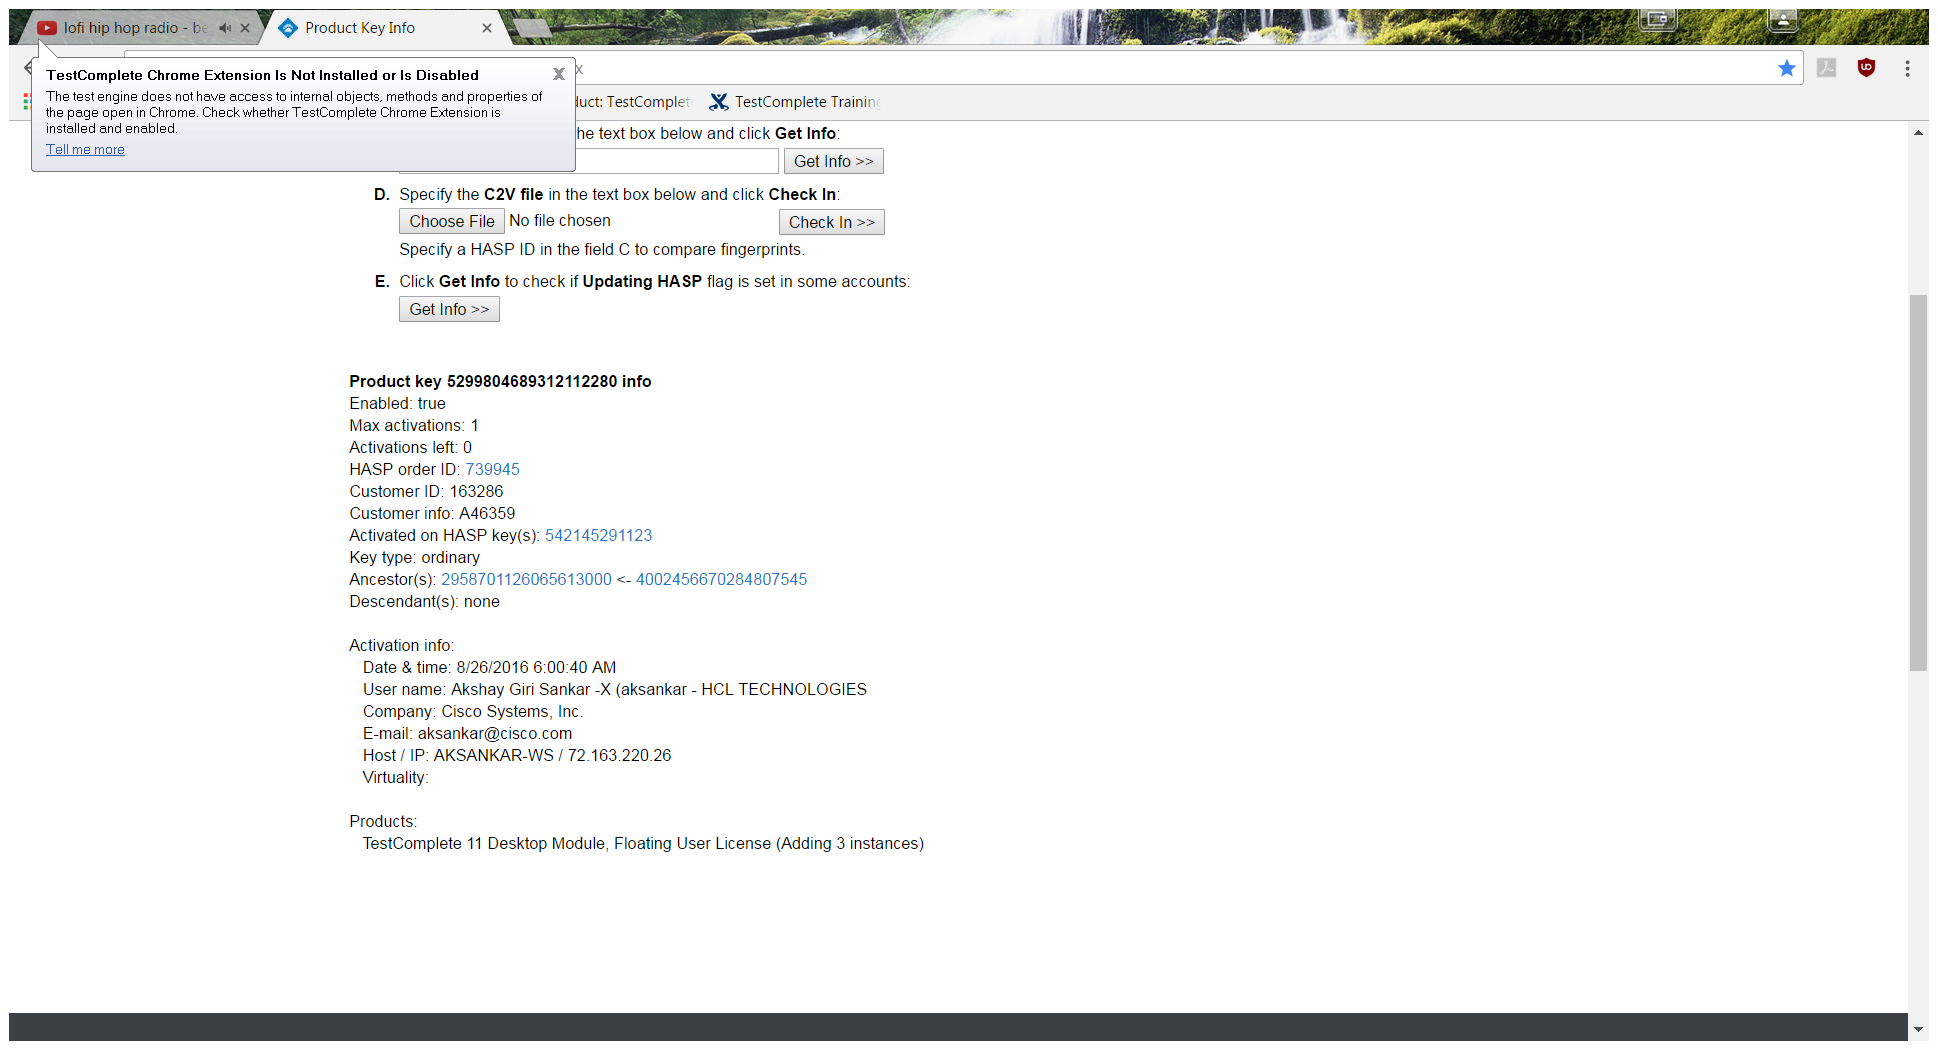 lofi hip hop radio - be
Product Key Info
TestComplete Chrome Extension Is Not Installed or Is Disabled
The test engine does not have access to internal objects, methods and properties of
the page open in Chrome. Check whether TestComplete Chrome Extension is
installed and enabled.
Tell me more
x
duct: TestComplete
TestComplete Training
he text box below and click Get Info:
Get Info >>
D. Specify the C2V file in the text box below and click Check In:
Choose File No file chosen Check In >>
Specify a HASP ID in the field C to compare fingerprints.
E. Click Get Info to check if Updating HASP flag is set in some accounts:
Get Info >>
Product key 5299804689312112280 info
Enabled: true
Max activations: 1
Activations left: 0
HASP order ID: 739945
Customer ID: 163286
Customer info: A46359
Activated on HASP key(s): 542145291123
Key type: ordinary
Ancestor(s): 2958701126065613000 <- 4002456670284807545
Descendant(s): none
Activation info:
Date & time: 8/26/2016 6:00:40 AM
User name: Akshay Giri Sankar -X (aksankar - HCL TECHNOLOGIES
Company: Cisco Systems, Inc.
E-mail: aksankar@cisco.com
Host / IP: AKSANKAR-WS / 72.163.220.26
Virtuality:
Products:
TestComplete 11 Desktop Module, Floating User License (Adding 3 instances)